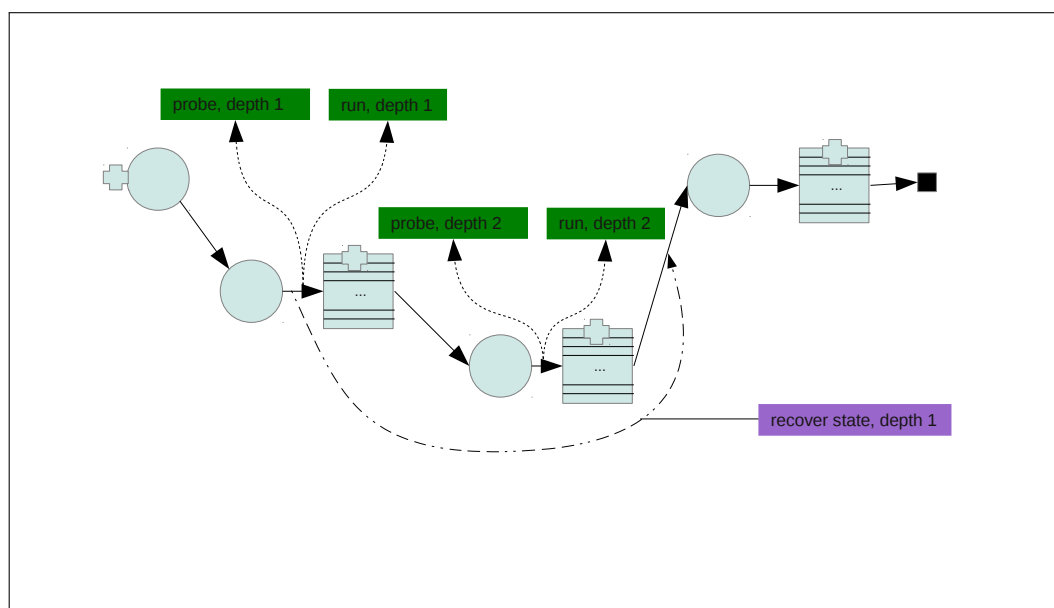 probe, depth 1
run, depth 1
...
probe, depth 2
run, depth 2
...
...
recover state, depth 1